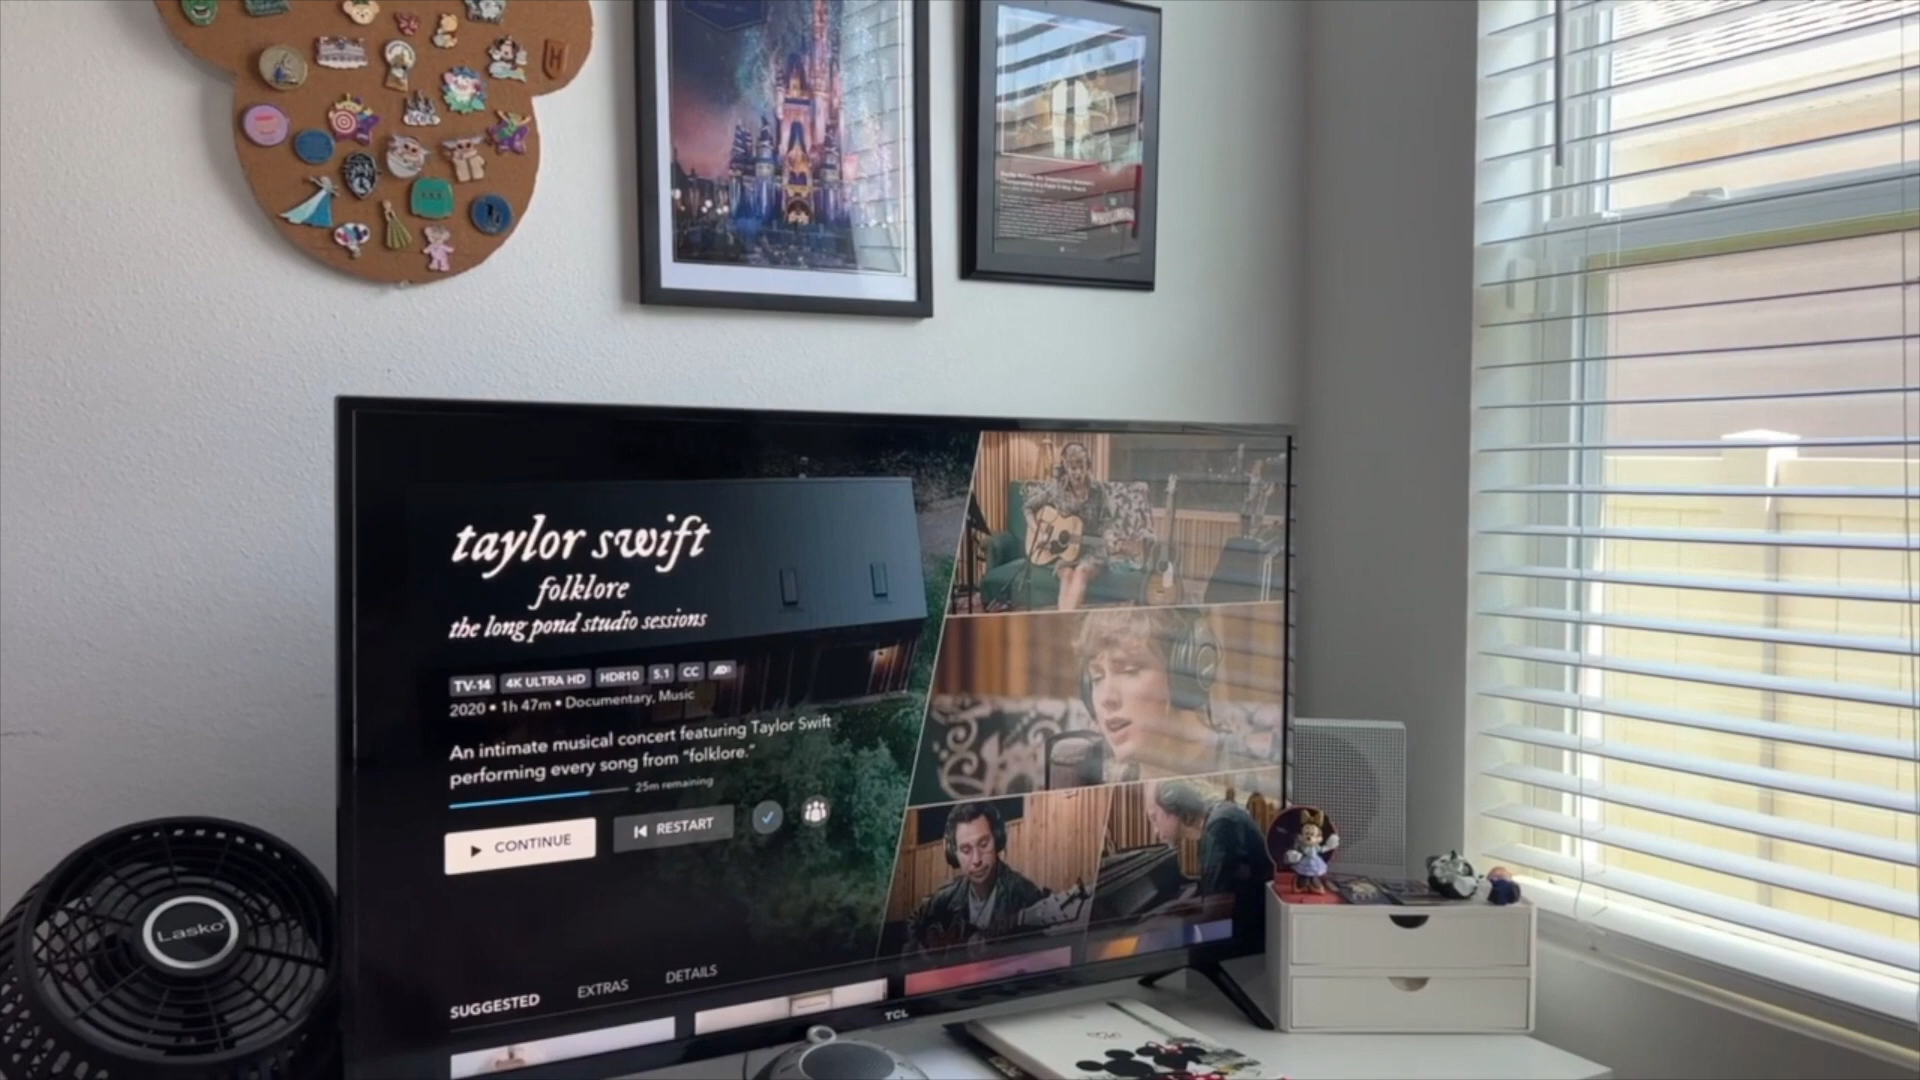 H
taylor swift
folklore
the long pond studio sessions
TV-14 4K ULTRA HD HDR10 5.1 CC AD
2020 • 1h 47m • Documentary, Music
An intimate musical concert featuring Taylor Swift
performing every song from “folklore.”
25m remaining
CONTINUE
RESTART
SUGGESTED
EXTRAS
DETAILS
Lasko
TCL